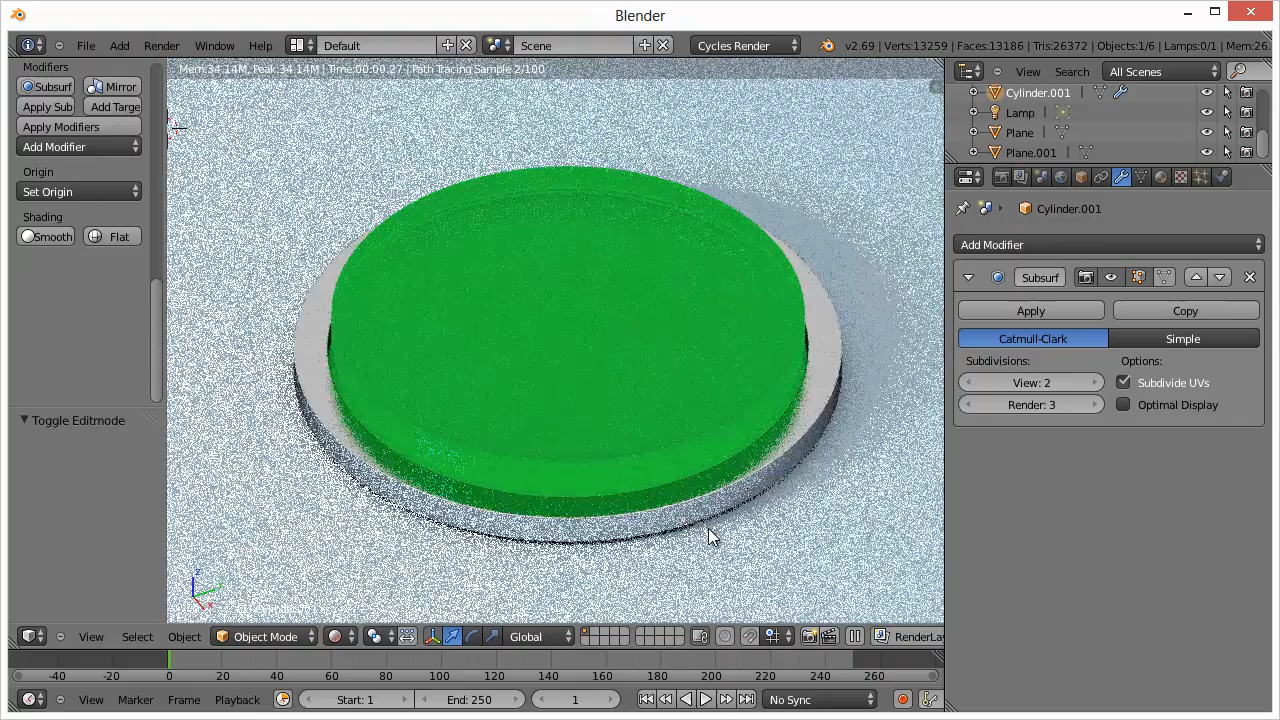 Blender
File Add Render Window Help Default Scene Cycles Render v2.69 | Verts:13259 | Faces:13186 | Tris:26372 | Objects:1/6 | Lamps:0/1 | Mem:26.
Mem:34.14M, Peak:34.14M | Time:00:00.27 | Path Tracing Sample 2/100
Modifiers
Subsurf Mirror
Apply Sub Add Targe
Apply Modifiers
Add Modifier
Origin
Set Origin
Shading
Smooth Flat
Toggle Editmode
View Search All Scenes
Cylinder.001
Lamp
Plane
Plane.001
Cylinder.001
Add Modifier
Subsurf
Apply Copy
Catmull-Clark Simple
Subdivisions: Options:
View: 2 Subdivide UVs
Render: 3 Optimal Display
z
x
View Select Object Object Mode Global RenderLay
-40 -20 0 20 40 60 80 100 120 140 160 180 200 220 240 260
View Marker Frame Playback Start: 1 End: 250 1 No Sync